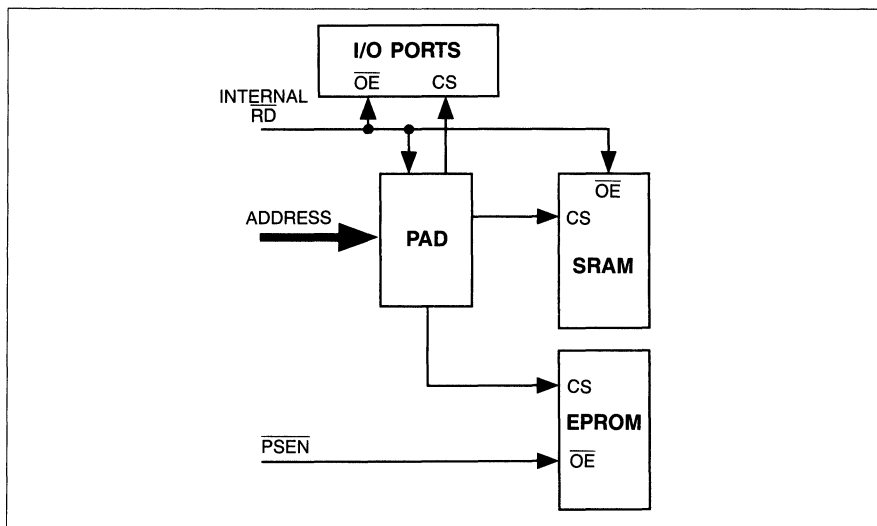 I/O PORTS
OE CS
INTERNAL
RD
OE
ADDRESS
CS
PAD
SRAM
CS
EPROM
PSEN
OE